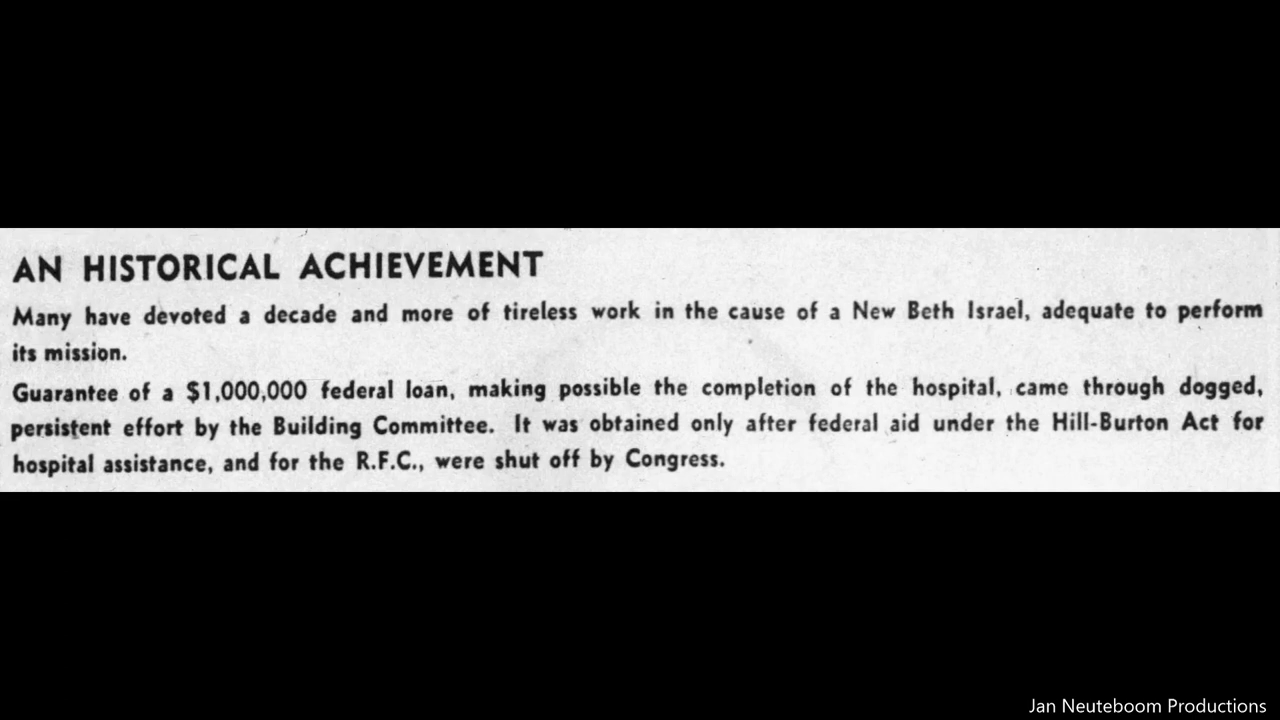 AN HISTORICAL ACHIEVEMENT
Many have devoted a decade and more of tireless work in the cause of a New Beth Israel, adequate to perform
its mission.
Guarantee of a $1,000,000 federal loan, making possible the completion of the hospital, came through dogged,
persistent effort by the Building Committee. It was obtained only after federal aid under the Hill-Burton Act for
hospital assistance, and for the R.F.C., were shut off by Congress.
Jan Neuteboom Productions